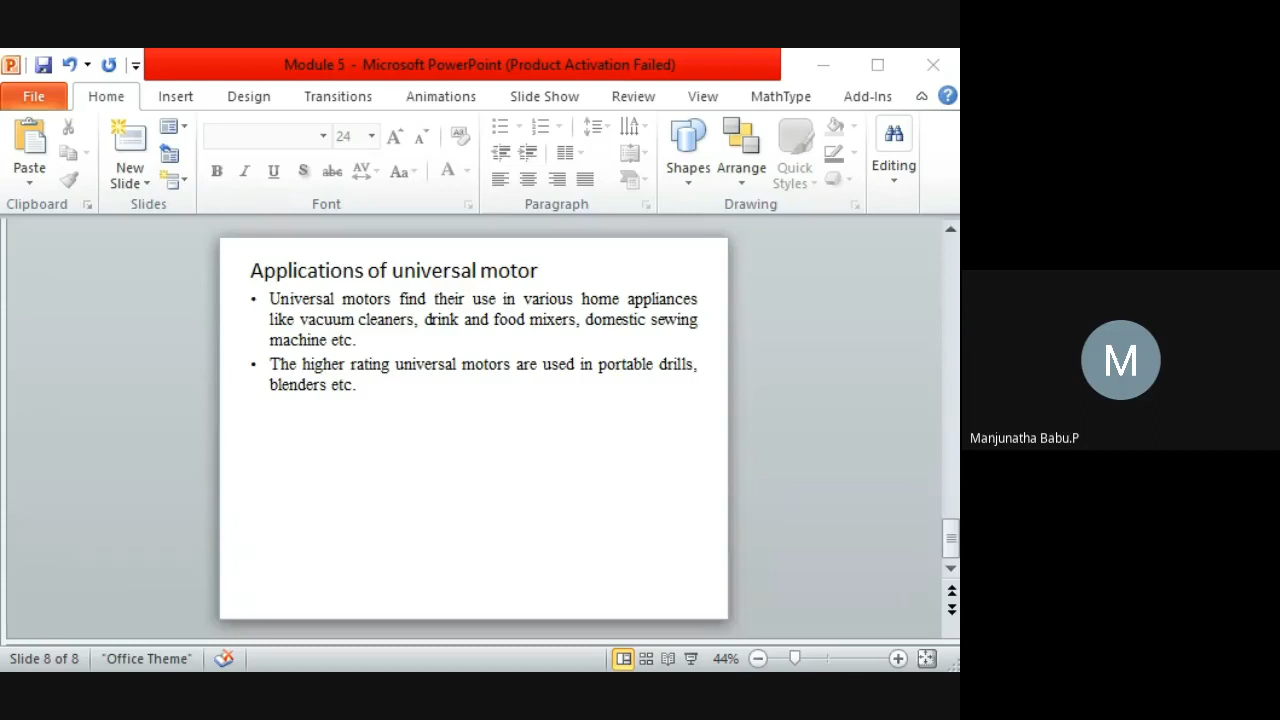 Module 5 - Microsoft PowerPoint (Product Activation Failed)
File Home Insert Design Transitions Animations Slide Show Review View MathType Add-Ins
Paste
New
Slide
24
B I U S abc AV Aa A
Shapes Arrange Quick
Styles
Editing
Clipboard Slides Font Paragraph Drawing
Applications of universal motor
• Universal motors find their use in various home appliances
like vacuum cleaners, drink and food mixers, domestic sewing
machine etc.
• The higher rating universal motors are used in portable drills,
blenders etc.
M
Manjunatha Babu.P
Slide 8 of 8 "Office Theme" 44%